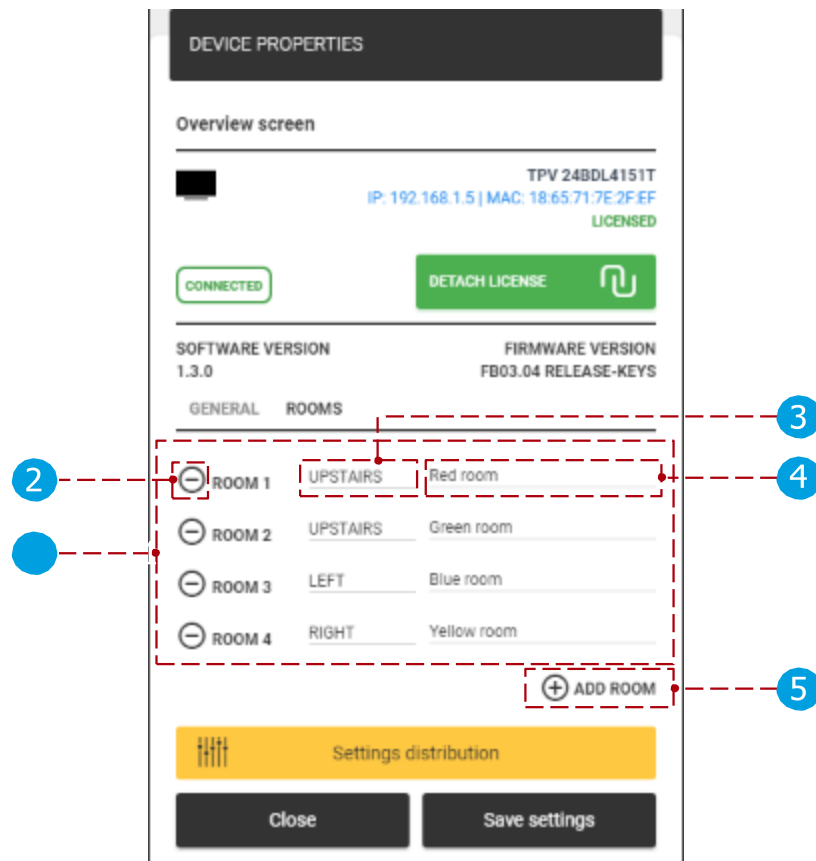 DEVICE PROPERTIES
Overview screen
TPV 24BDL4151T
IP: 192.168.1.5 | MAC: 18:65:71:7E:2F:EF
LICENSED
CONNECTED
DETACH LICENSE
SOFTWARE VERSION
FIRMWARE VERSION
1.3.0
FB03.04 RELEASE-KEYS
GENERAL ROOMS
3
2
ROOM 1 UPSTAIRS Red room
4
ROOM 2 UPSTAIRS Green room
ROOM 3 LEFT Blue room
ROOM 4 RIGHT Yellow room
ADD ROOM
5
Settings distribution
Close
Save settings